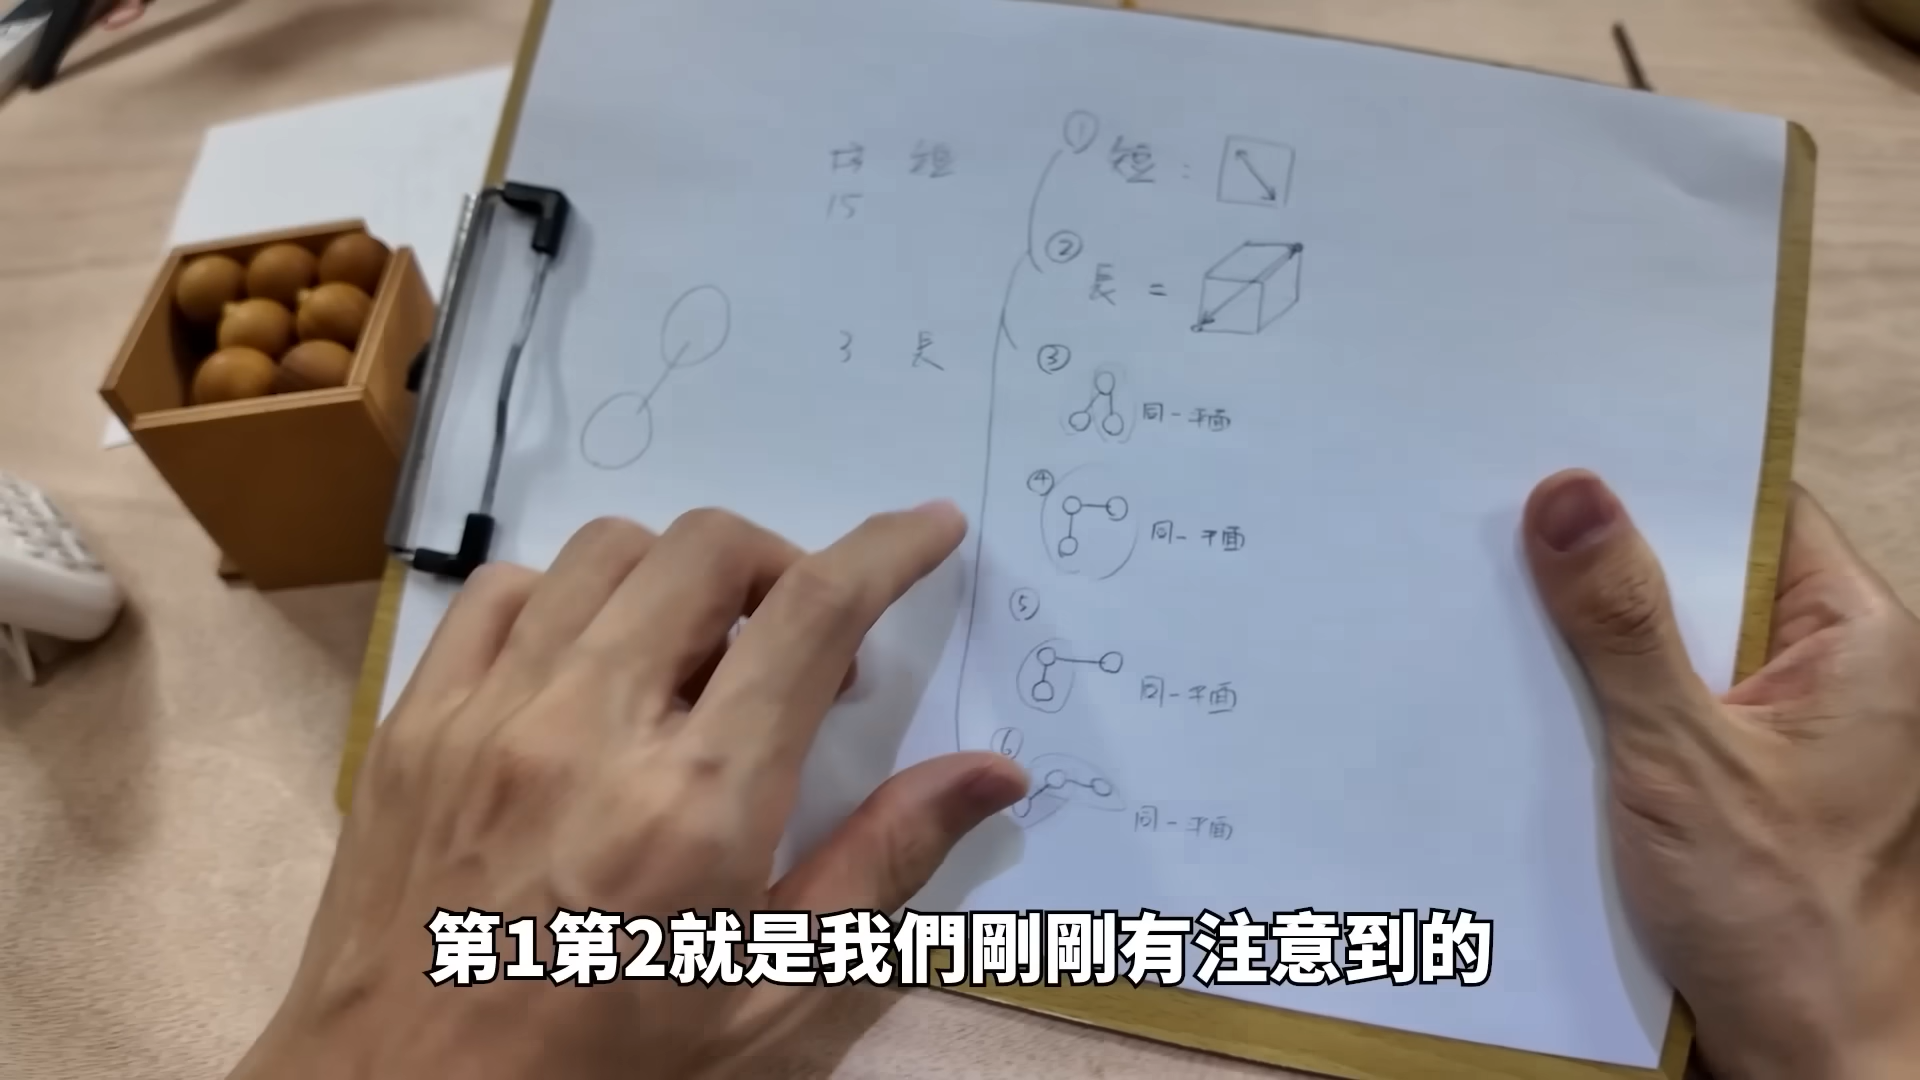 短
15
3 長
① 短：
② 長 =
③ 同一平面
④ 同一平面
⑤ 同一平面
⑥ 同一平面
第1第2就是我們剛剛有注意到的